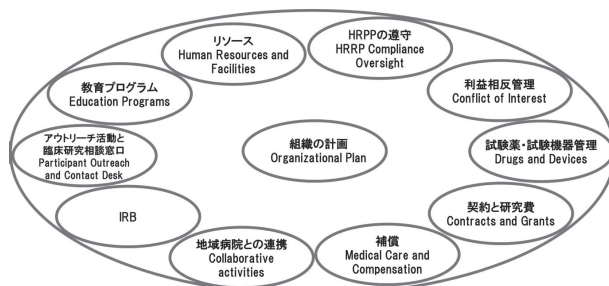 リソース
Human Resources and
Facilities
HRPPの遵守
HRRP Compliance
Oversight
教育プログラム
Education Programs
利益相反管理
Conflict of Interest
アウトリーチ活動と
臨床研究相談窓口
Participant Outreach
and Contact Desk
組織の計画
Organizational Plan
試験薬・試験機器管理
Drugs and Devices
IRB
契約と研究費
Contracts and Grants
地域病院との連携
Collaborative
activities
補償
Medical Care and
Compensation